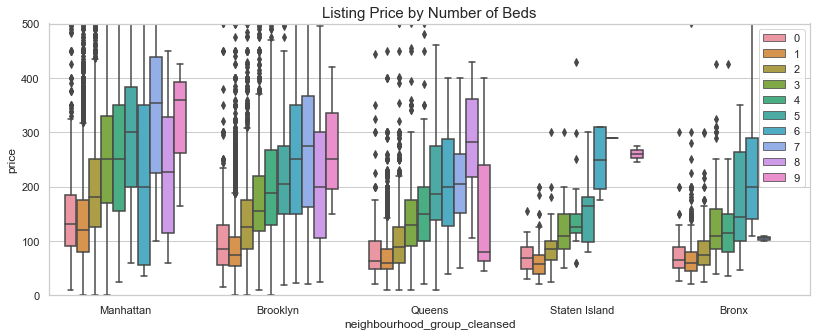 Listing Price by Number of Beds
500
400
300
200
100
0
price
0
1
2
3
4
5
6
7
8
9
Manhattan
Brooklyn
Queens
Staten Island
Bronx
neighbourhood_group_cleansed